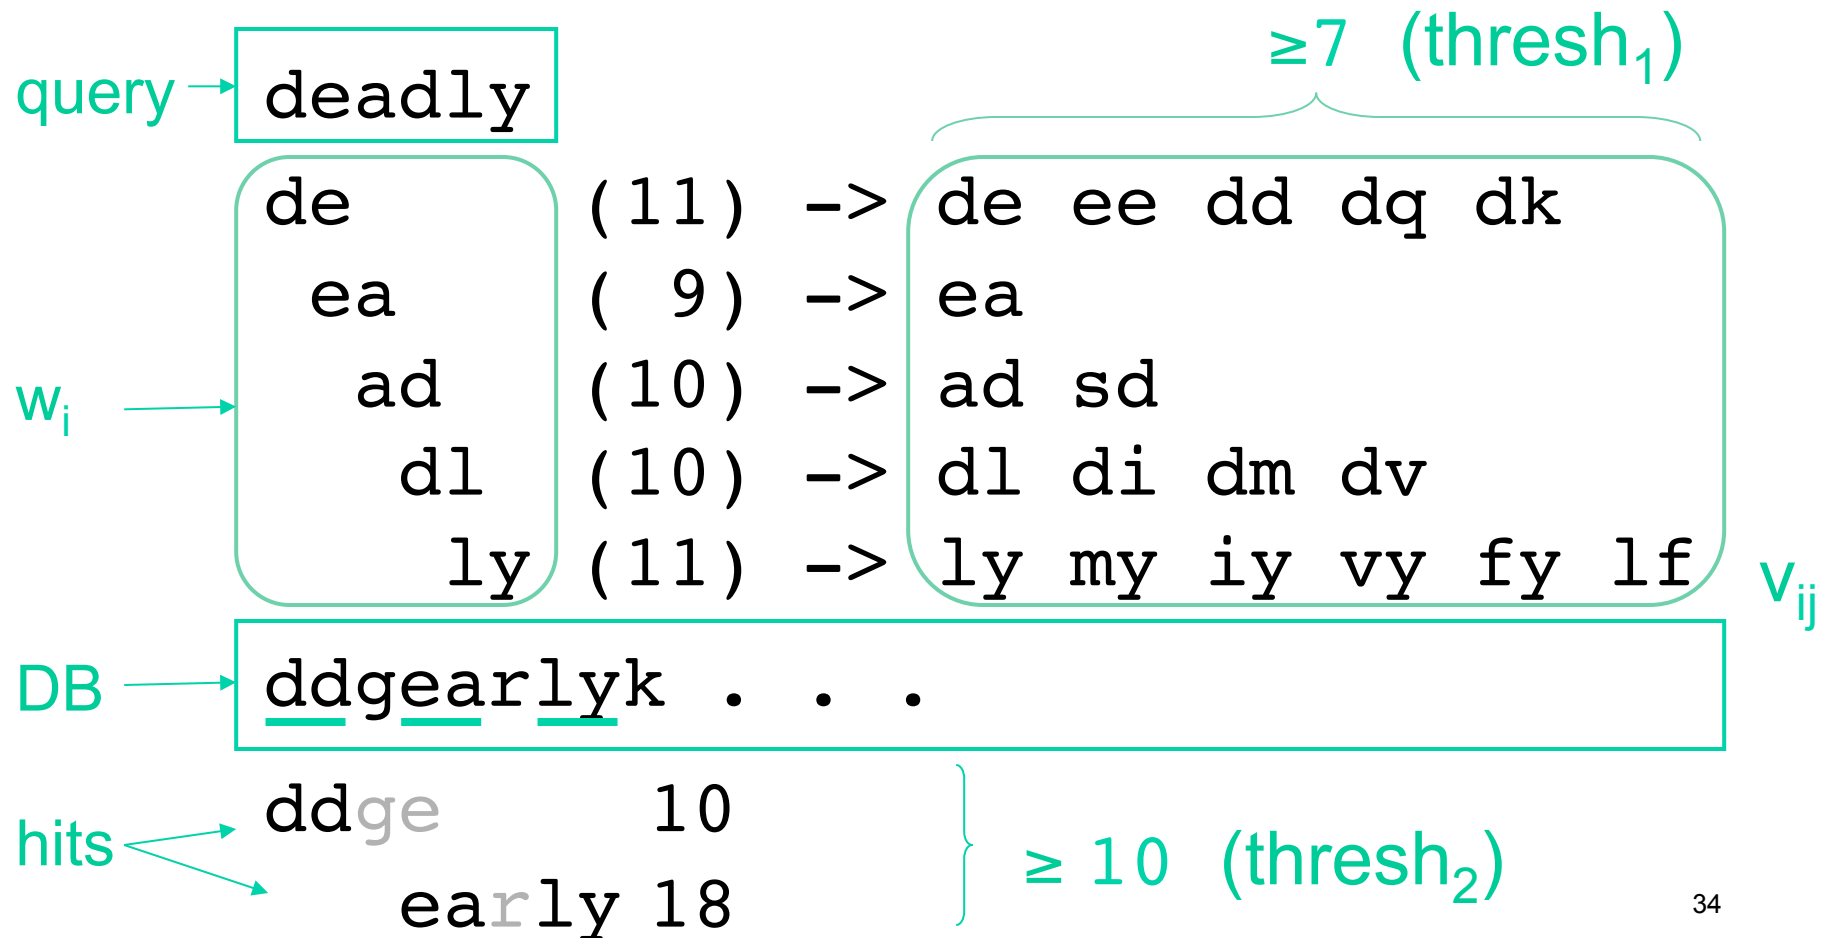 ≥7 (thresh₁)
query deadly
de (11) -> de ee dd dq dk
ea ( 9) -> ea
wᵢ ad (10) -> ad sd
dl (10) -> dl di dm dv
ly (11) -> ly my iy vy fy lf vᵢⱼ
DB ddgearlyk . . .
ddge 10
hits ≥ 10 (thresh₂)
early 18
34